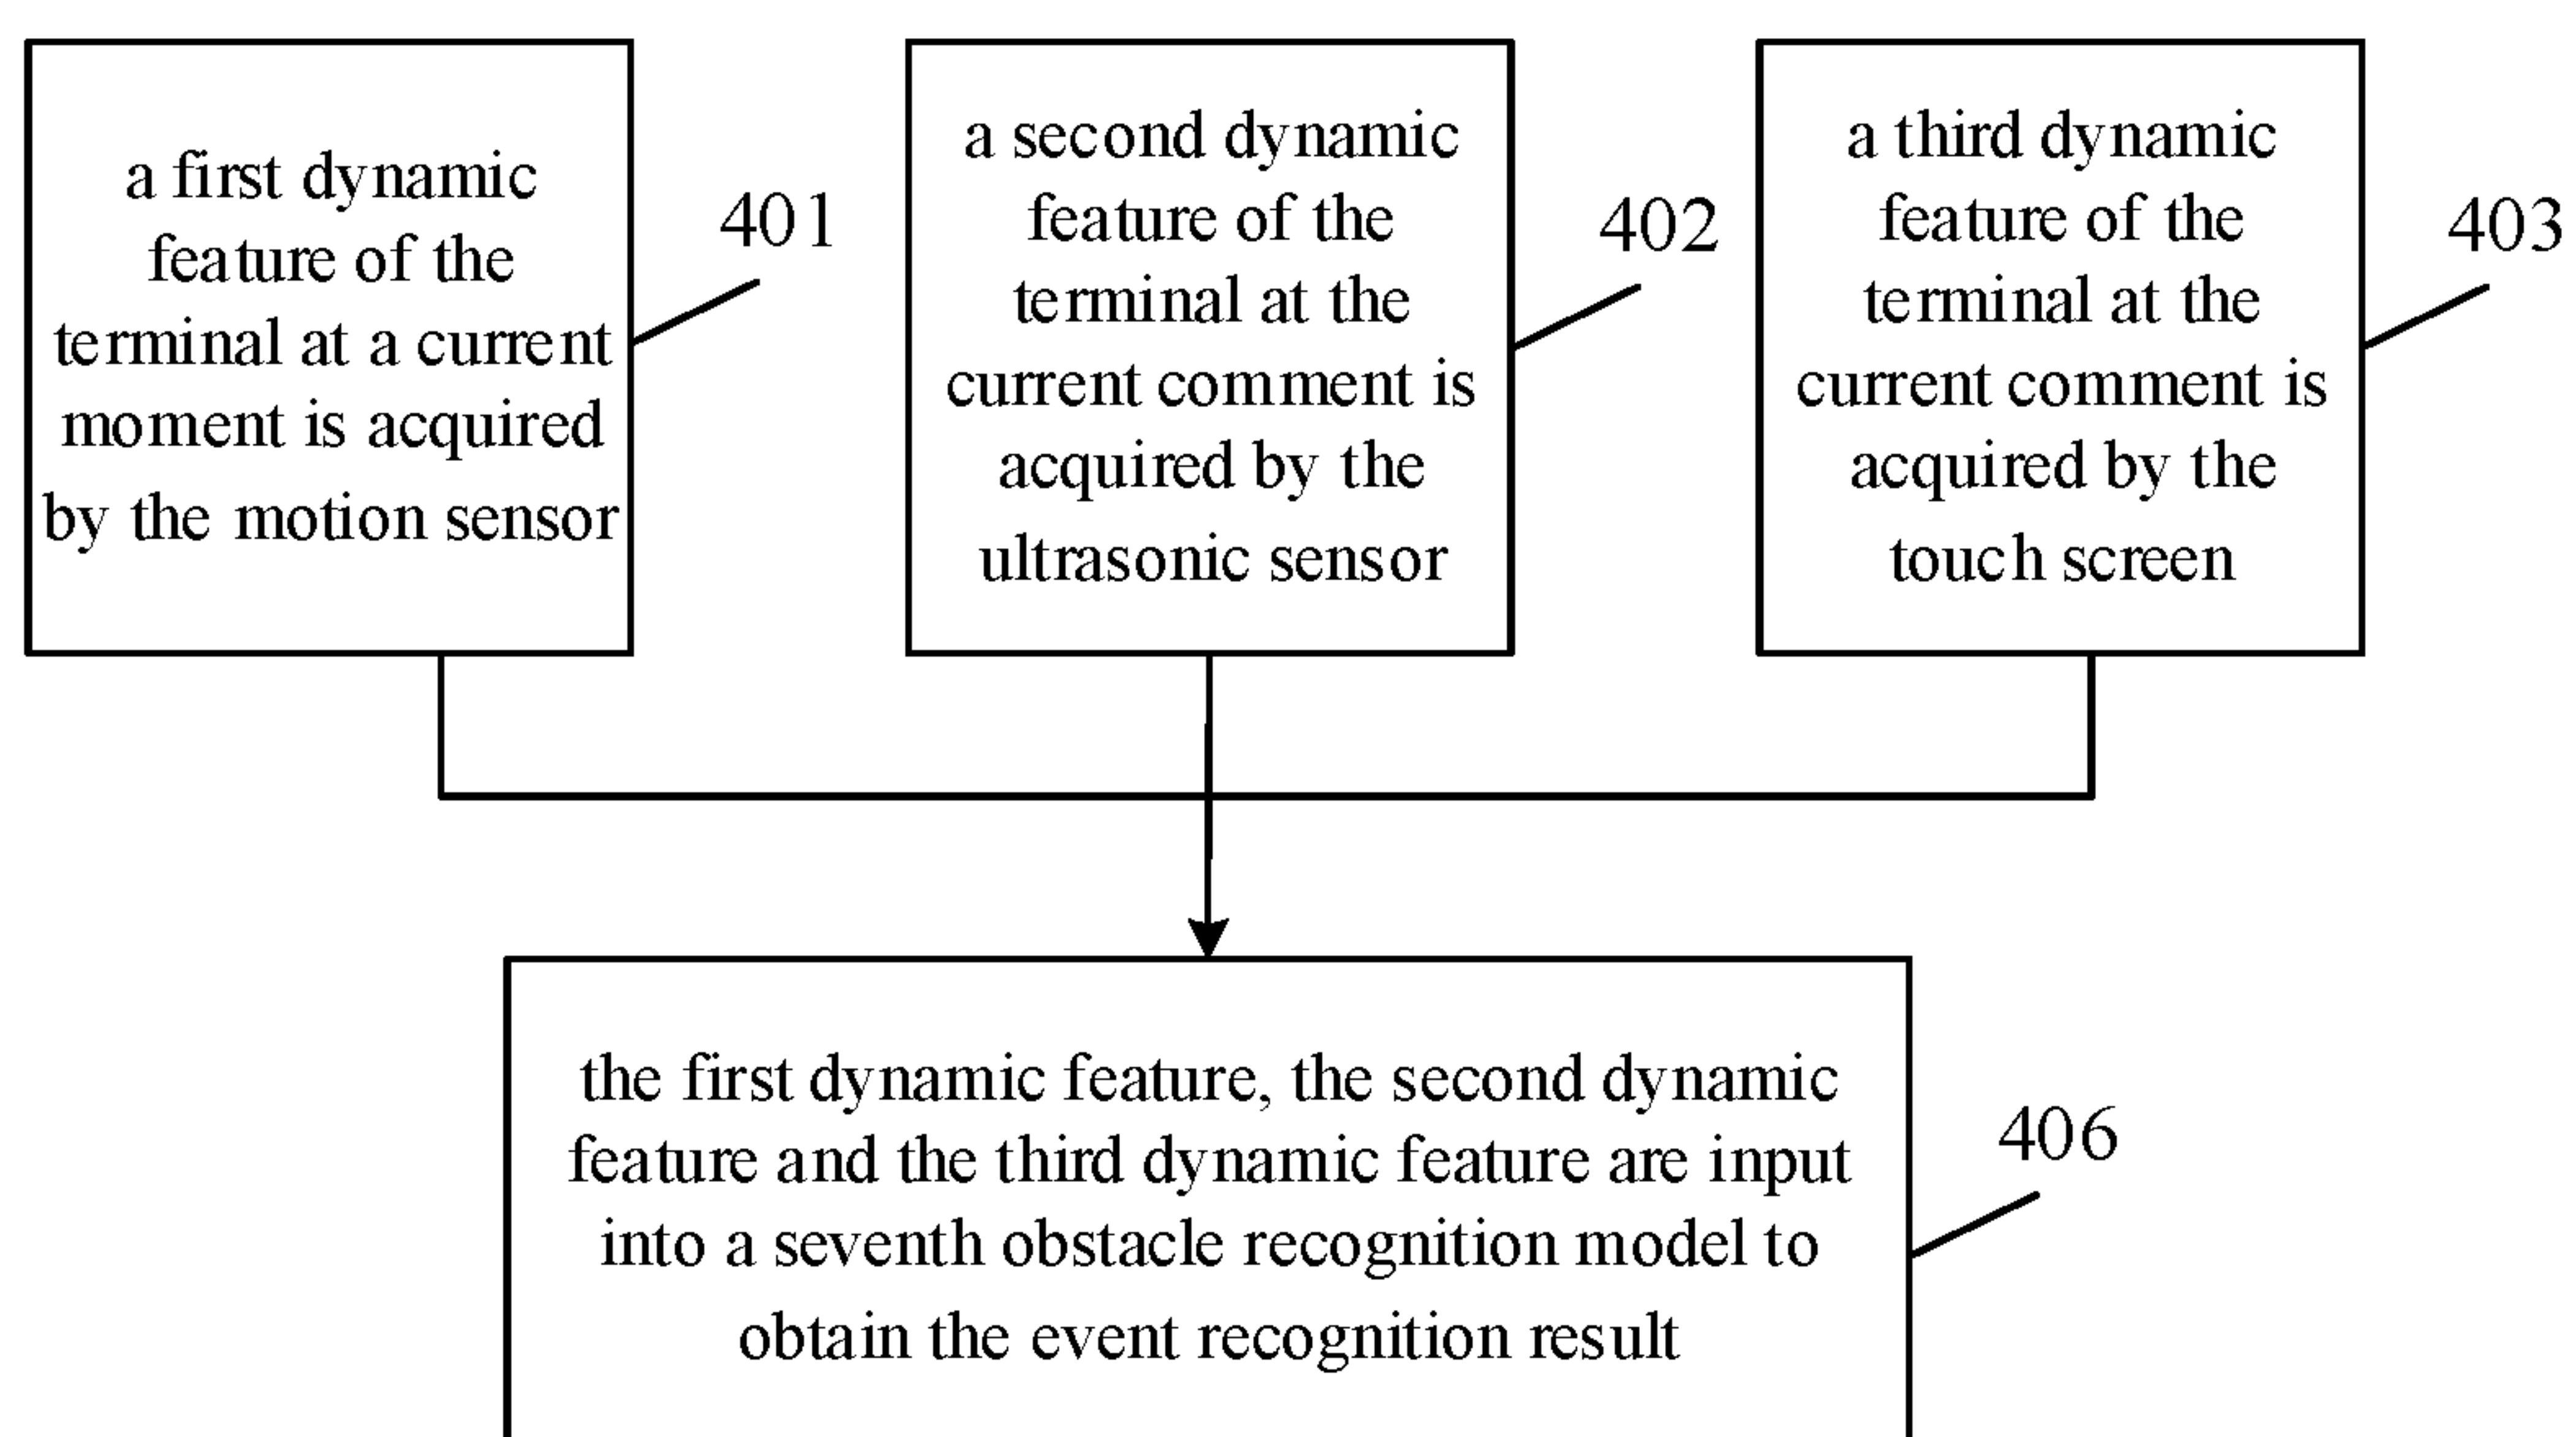 a first dynamic
feature of the
terminal at a current
moment is acquired
by the motion sensor
401
a second dynamic
feature of the
terminal at the
current comment is
acquired by the
ultrasonic sensor
402
a third dynamic
feature of the
terminal at the
current comment is
acquired by the
touch screen
403
the first dynamic feature, the second dynamic
feature and the third dynamic feature are input
into a seventh obstacle recognition model to
obtain the event recognition result
406